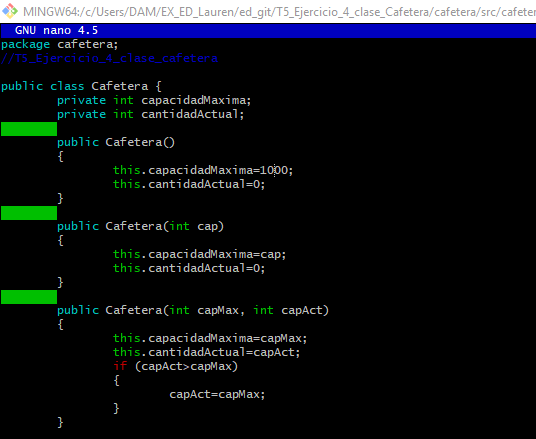 MINGW64:/c/Users/DAM/EX_ED_Lauren/ed_git/T5_Ejercicio_4_clase_Cafetera/cafetera/src/cafeter
GNU nano 4.5
package cafetera;
//T5_Ejercicio_4_clase_cafetera
public class Cafetera {
private int capacidadMaxima;
private int cantidadActual;
public Cafetera()
{
this.capacidadMaxima=1000;
this.cantidadActual=0;
}
public Cafetera(int cap)
{
this.capacidadMaxima=cap;
this.cantidadActual=0;
}
public Cafetera(int capMax, int capAct)
{
this.capacidadMaxima=capMax;
this.cantidadActual=capAct;
if (capAct>capMax)
{
capAct=capMax;
}
}